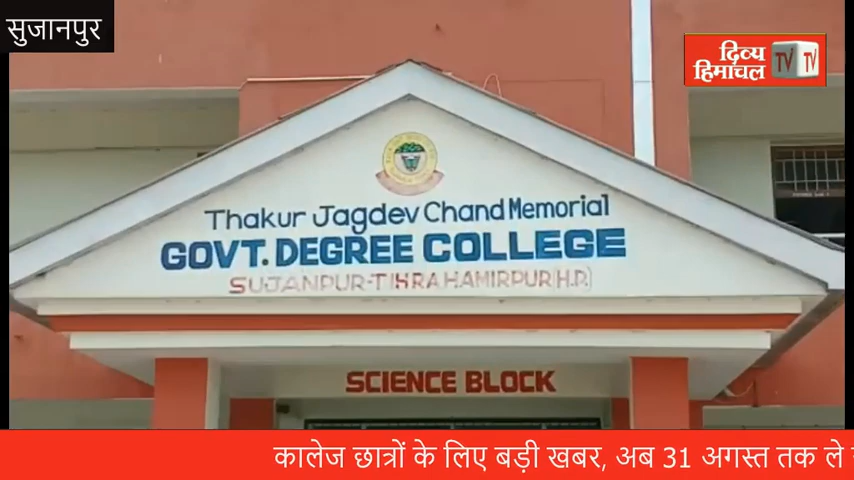 सुजानपुर
दिव्य
हिमाचल TV TV
Thakur Jagdev Chand Memorial
GOVT. DEGREE COLLEGE
SUJANPUR-TIHRA HAMIRPUR(H.P.)
SCIENCE BLOCK
कालेज छात्रों के लिए बड़ी खबर, अब 31 अगस्त तक ले